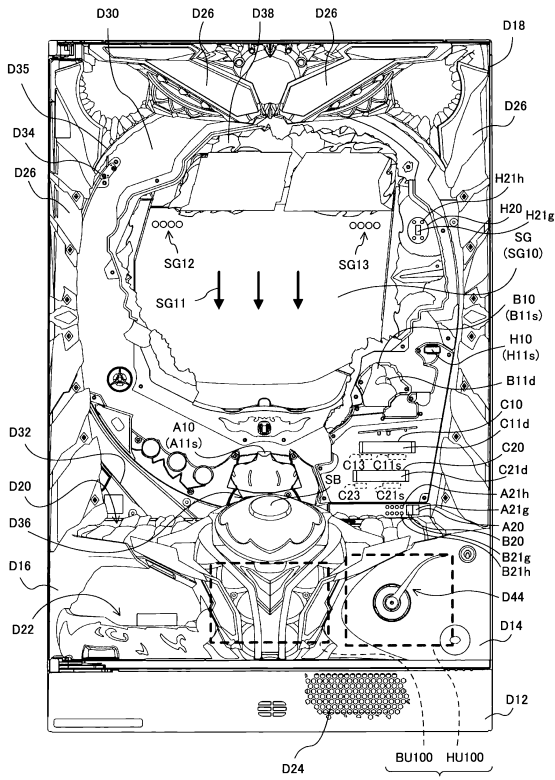 D30
D26
D38
D26
D18
D35
D34
D26
D26
H21h
H20
H21g
SG
(SG10)
SG12
SG13
SG11
B10
(B11s)
H10
(H11s)
B11d
C10
C11d
A10
(A11s)
C20
D32
C13
C11s
C21d
D20
SB
A21h
C23
C21s
A21g
A20
D36
B20
B21g
B21h
D16
D44
D22
D14
D12
D24
BU100
HU100